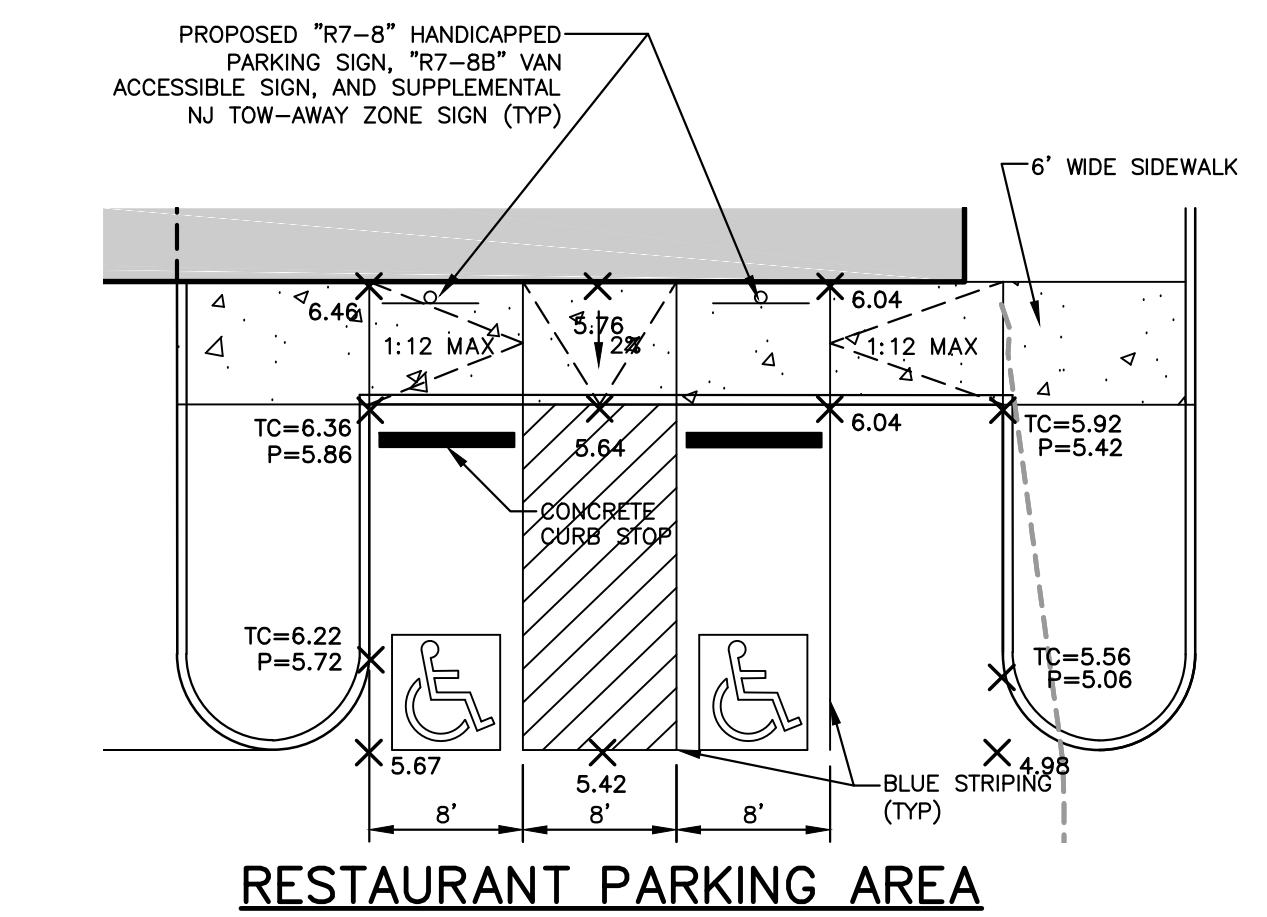 PROPOSED "R7-8" HANDICAPPED
PARKING SIGN, "R7-8B" VAN
ACCESSIBLE SIGN, AND SUPPLEMENTAL
NJ TOW-AWAY ZONE SIGN (TYP)
6' WIDE SIDEWALK
6.46
5.76
6.04
1:12 MAX
2%
1:12 MAX
TC=6.36
P=5.86
5.64
6.04
TC=5.92
P=5.42
CONCRETE
CURB STOP
TC=6.22
P=5.72
TC=5.56
P=5.06
5.67
5.42
4.98
BLUE STRIPING
(TYP)
8'
8'
8'
RESTAURANT PARKING AREA